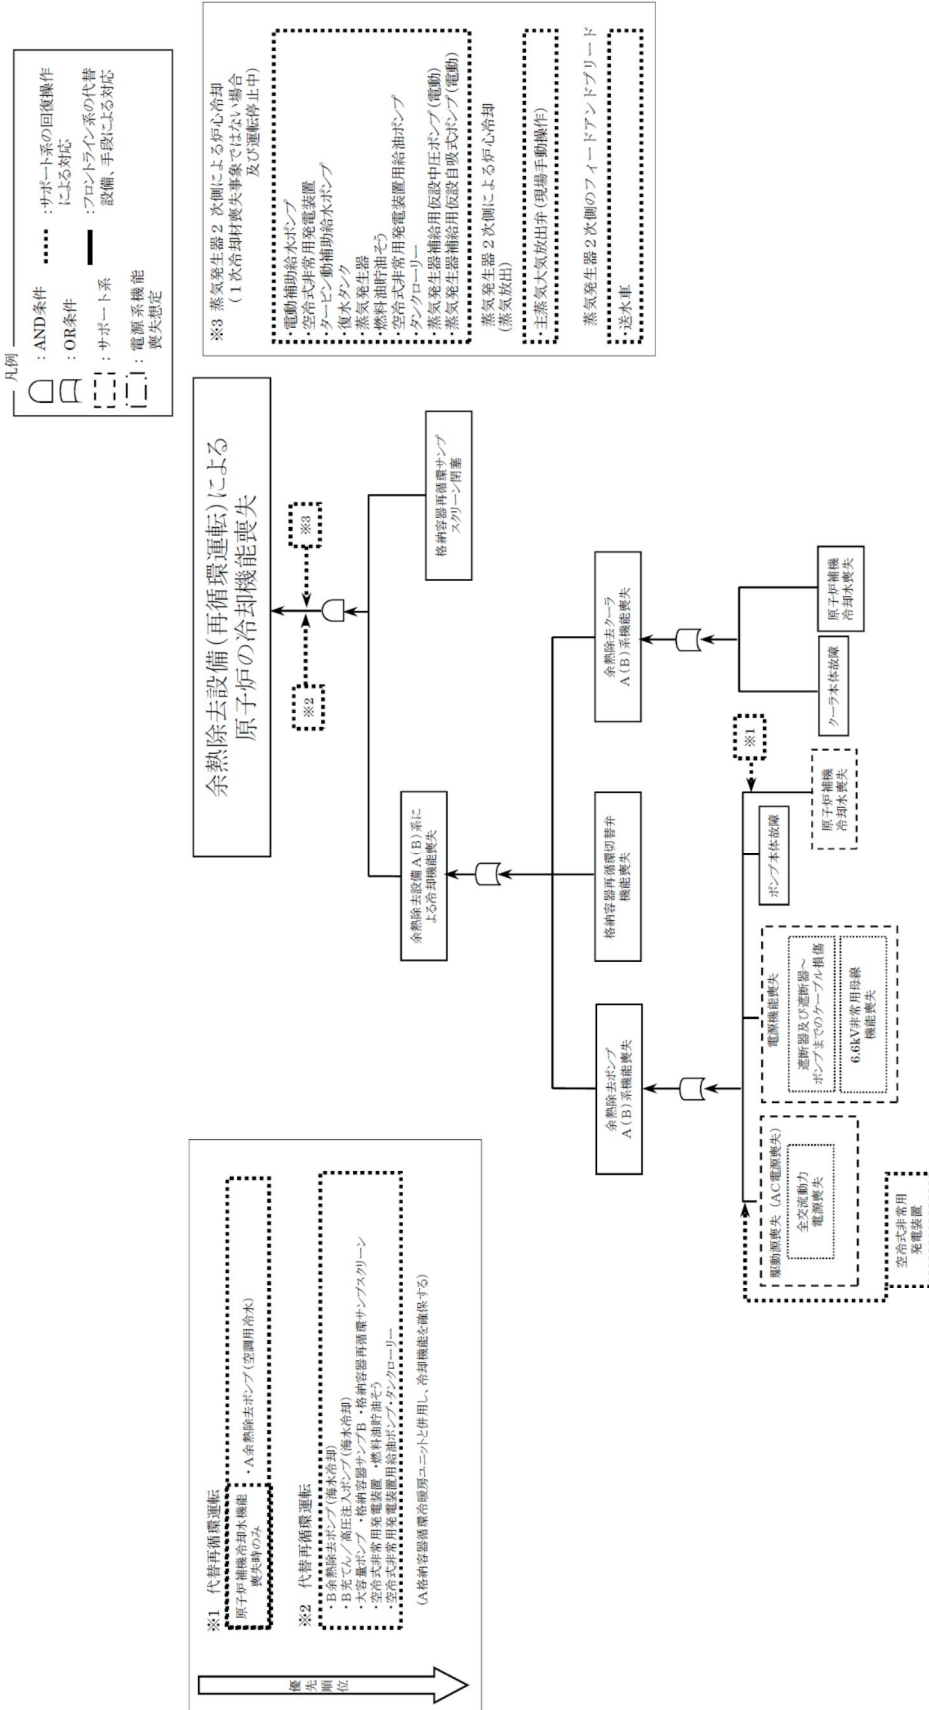 凡例
：AND条件
：OR条件
：サポート系
：電源系機能
喪失想定
：サポート系の回復操作
による対応
：フロントライン系の代替
設備、手段による対応
余熱除去設備(再循環運転)による
原子炉の冷却機能喪失
※2
※3
余熱除去設備A(B)系に
よる冷却機能喪失
格納容器再循環サンプ
スクリーン閉塞
余熱除去ポンプ
A(B)系機能喪失
格納容器再循環切替弁
機能喪失
余熱除去クーラ
A(B)系機能喪失
駆動源喪失(AC電源喪失)
全交流動力
電源喪失
電源機能喪失
遮断器及び遮断器～
ポンプまでのケーブル損傷
6.6kV非常用母線
機能喪失
ポンプ本体故障
※1
原子炉補機
冷却水喪失
クーラ本体故障
原子炉補機
冷却水喪失
空冷式非常用
発電装置
優先順位
※1 代替再循環運転
原子炉補機冷却水機能
喪失時のみ
・A余熱除去ポンプ(空調用冷水)
※2 代替再循環運転
・B余熱除去ポンプ(海水冷却)
・B充てん／高圧注入ポンプ(海水冷却)
・大容量ポンプ ・格納容器サンプB ・格納容器再循環サンプスクリーン
・空冷式非常用発電装置 ・燃料油貯油そう
・空冷式非常用発電装置用給油ポンプ・タンクローリー
(A格納容器循環冷暖房ユニットと併用し、冷却機能を確保する)
※3 蒸気発生器2次側による炉心冷却
(1次冷却材喪失事象ではない場合
及び運転停止中)
・電動補助給水ポンプ
・空冷式非常用発電装置
・タービン動補助給水ポンプ
・復水タンク
・蒸気発生器
・燃料油貯油そう
・空冷式非常用発電装置用給油ポンプ
・タンクローリー
・蒸気発生器補給用仮設中圧ポンプ(電動)
・蒸気発生器補給用仮設自吸式ポンプ(電動)
蒸気発生器2次側による炉心冷却
(蒸気放出)
・主蒸気大気放出弁(現場手動操作)
蒸気発生器2次側のフィードアンドブリード
・送水車